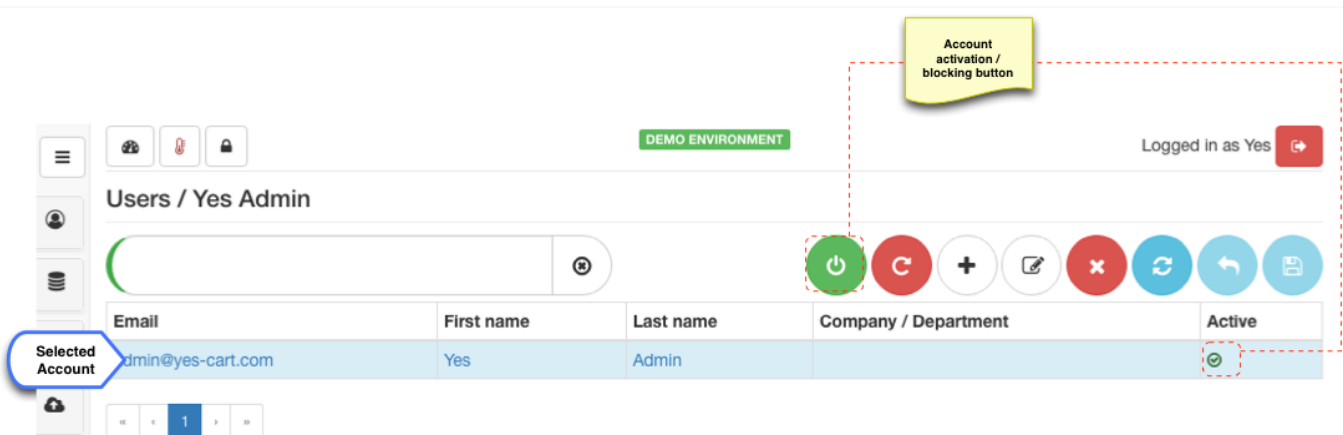 Account
activation /
blocking button
DEMO ENVIRONMENT
Logged in as Yes
Users / Yes Admin
Email First name Last name Company / Department Active
Selected
Account
dmin@yes-cart.com Yes Admin
« ‹ 1 › »